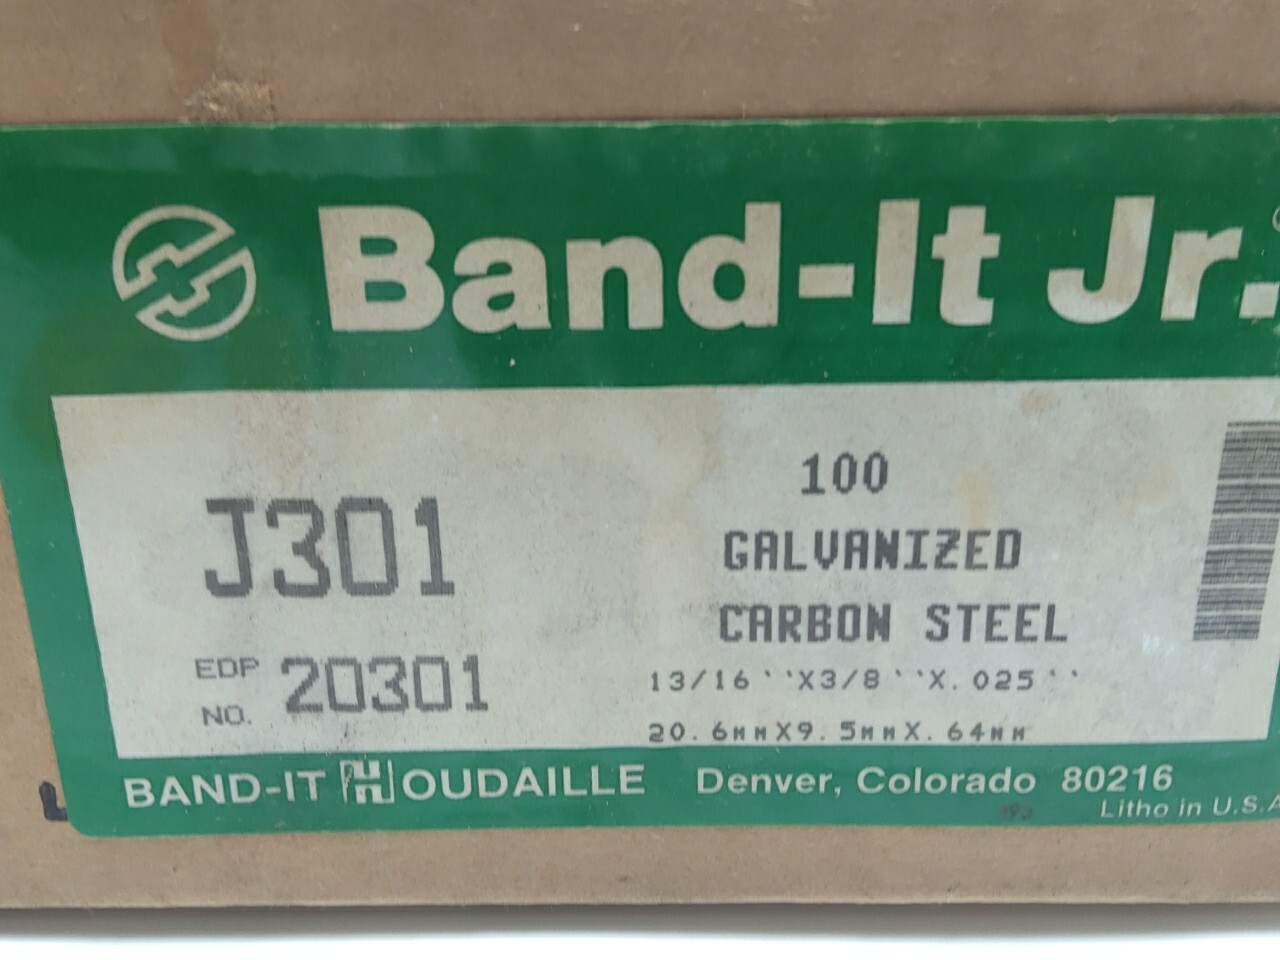 Band-It Jr.
J301
EDP NO. 20301
100
GALVANIZED
CARBON STEEL
13/16``X3/8``X.025``
20.6MMX9.5MMX.64MM
BAND-IT HOUDAILLE Denver, Colorado 80216
Litho in U.S.A